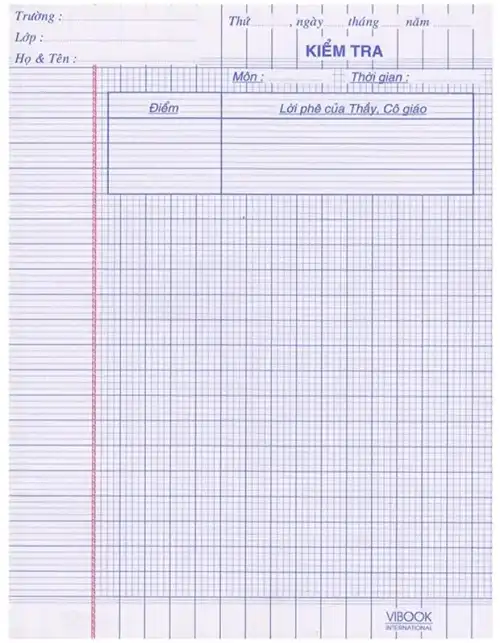 Trường :
Thứ , ngày tháng năm
Lớp :
KIỂM TRA
Họ & Tên :
Môn : Thời gian :
Điểm
Lời phê của Thầy, Cô giáo
VIBOOK
INTERNATIONAL